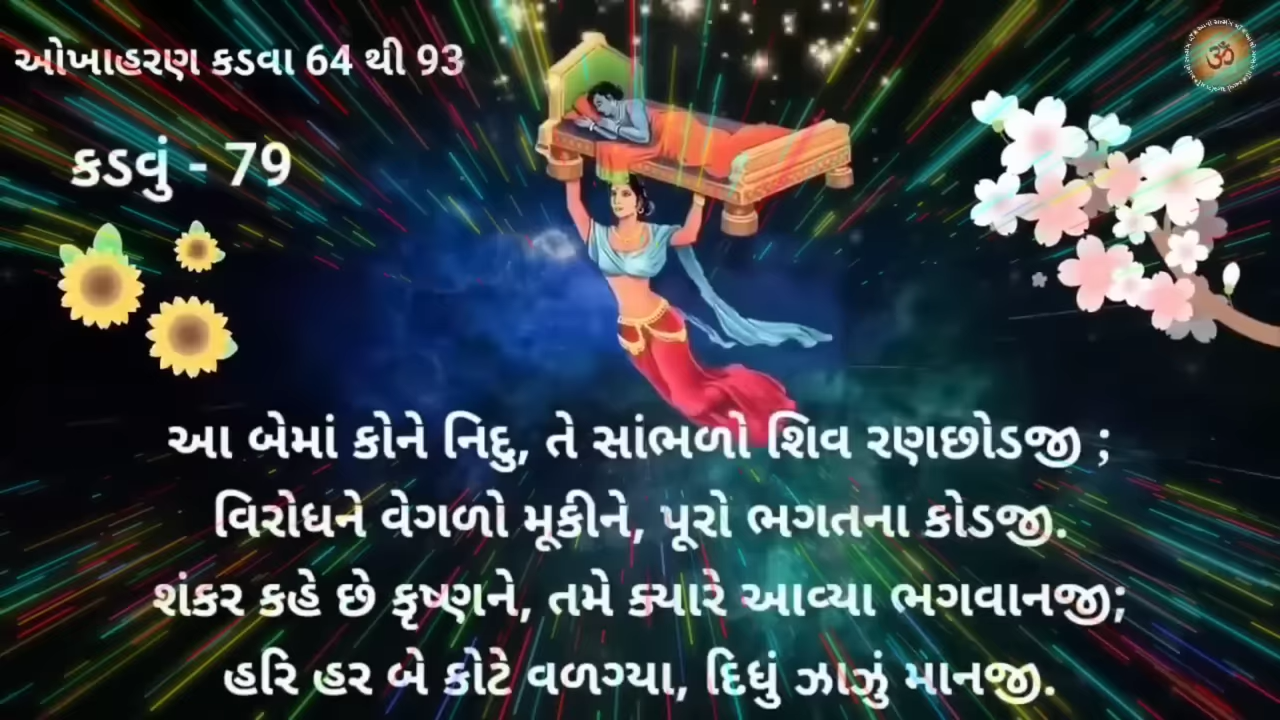 ઓખાહરણ કડવા 64 થી 93
કડવું - 79
આ બેમાં કોને નિદુ, તે સાંભળો શિવ રણછોડજી ;
વિરોધને વેગળો મૂકીને, પૂરો ભગતના કોડજી.
શંકર કહે છે કૃષ્ણને, તમે ક્યારે આવ્યા ભગવાનજી;
હરિ હર બે કોટે વળગ્યા, દિધું ઝાઝું માનજી.
ૐ